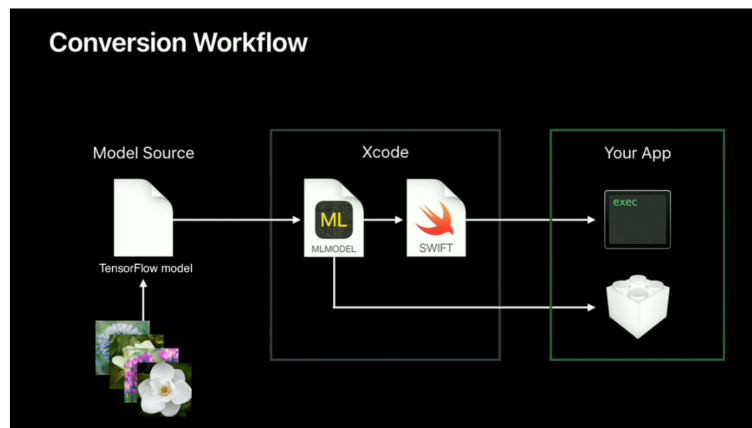 Conversion Workflow
Model Source
Xcode
Your App
ML
MLMODEL
SWIFT
exec
TensorFlow model